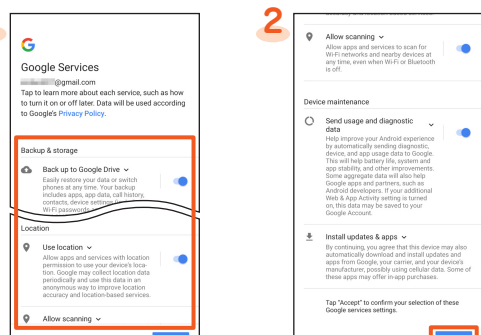 G
Google Services
@gmail.com
Tap to learn more about each service, such as how
to turn it on or off later. Data will be used according
to Google's Privacy Policy.
Backup & storage
Back up to Google Drive
Easily restore your data or switch
phones at any time. Your backup
includes apps, app data, call history,
contacts, device settings
Wi-Fi passwords
Location
Use location
Allow apps and services with location
permission to use your device's loca-
tion. Google may collect location data
periodically and use this data in an
anonymous way to improve location
accuracy and location-based services.
Allow scanning
2
Allow scanning
Allow apps and services to scan for
Wi-Fi networks and nearby devices at
any time, even when Wi-Fi or Bluetooth
is off.
Device maintenance
Send usage and diagnostic
data
Help improve your Android experience
by automatically sending diagnostic,
device, and app usage data to Google.
This will help battery life, system and
app stability, and other improvements.
Some aggregate data will also help
Google apps and partners, such as
Android developers. If your additional
Web & App Activity setting is turned
on, this data may be saved to your
Google Account.
Install updates & apps
By continuing, you agree that this device may also
automatically download and install updates and
apps from Google, your carrier, and your device's
manufacturer, possibly using cellular data. Some of
these apps may offer in-app purchases.
Tap "Accept" to confirm your selection of these
Google services settings.